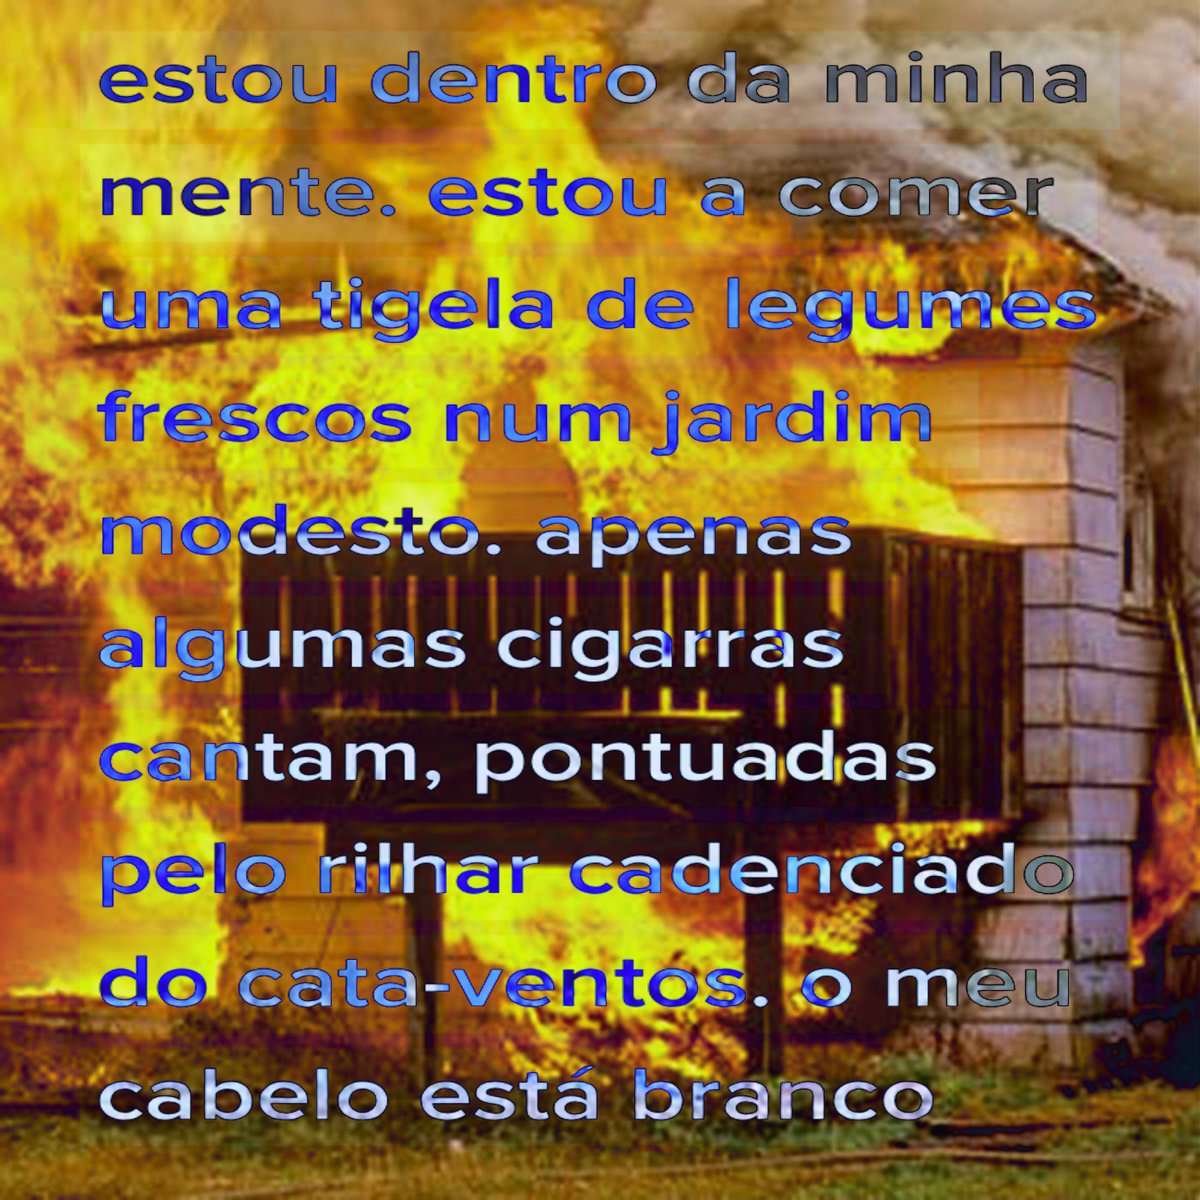 estou dentro da minha
mente. estou a comer
uma tigela de legumes
frescos num jardim
modesto. apenas
algumas cigarras
cantam, pontuadas
pelo rilhar cadenciado
do cata-ventos. o meu
cabelo está branco